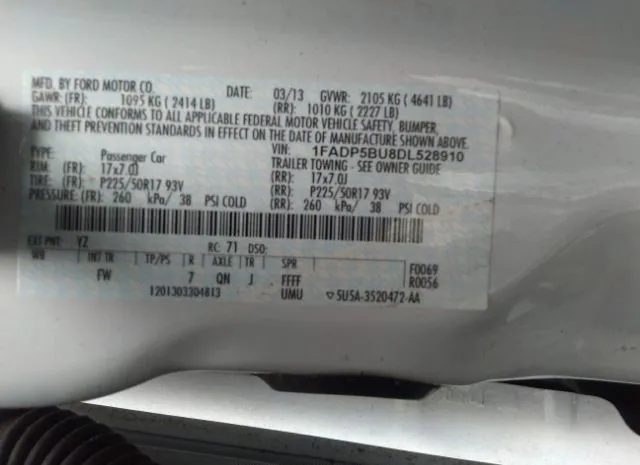 MFD. BY FORD MOTOR CO.
DATE: 03/13 GVWR: 2105 KG ( 4641 LB)
GAWR: (FR): 1095 KG ( 2414 LB) (RR): 1010 KG ( 2227 LB)
THIS VEHICLE CONFORMS TO ALL APPLICABLE FEDERAL MOTOR VEHICLE SAFETY, BUMPER,
AND THEFT PREVENTION STANDARDS IN EFFECT ON THE DATE OF MANUFACTURE SHOWN ABOVE.
VIN: 1FADP5BU8DL528910
TYPE: Passenger Car TRAILER TOWING - SEE OWNER GUIDE
RIM: (FR): 17x7.0J (RR): 17x7.0J
TIRE: (FR): P225/50R17 93V (RR): P225/50R17 93V
PRESSURE: (FR): 260 kPa/ 38 PSI COLD (RR): 260 kPa/ 38 PSI COLD
EXT PNT: YZ RC: 71 DSO:
WB INT TR TP/PS R AXLE TR SPR F0069
FW 7 QN J FFFF R0056
1201303304813 UMU ▽5U5A-3520472-AA